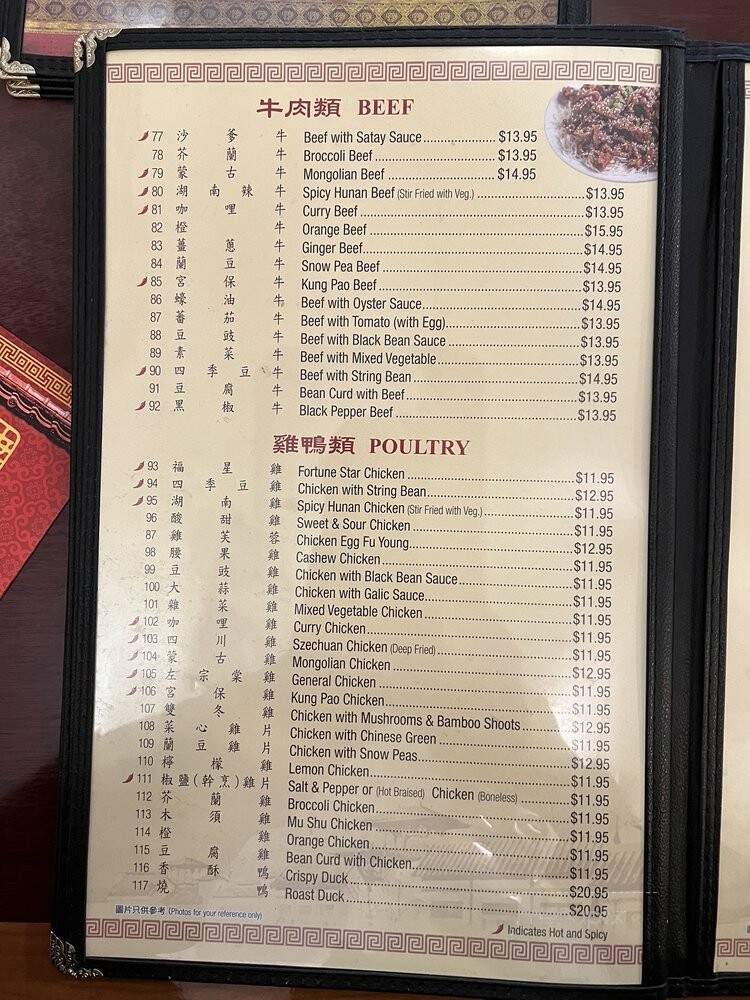 牛肉類 BEEF
77 沙爹牛 Beef with Satay Sauce $13.95
78 芥蘭牛 Broccoli Beef $13.95
79 蒙古牛 Mongolian Beef $14.95
80 湖南辣牛 Spicy Hunan Beef (Stir Fried with Veg.) $13.95
81 咖哩牛 Curry Beef $13.95
82 橙牛 Orange Beef $15.95
83 薑蔥牛 Ginger Beef $14.95
84 蘭豆牛 Snow Pea Beef $14.95
85 宮保牛 Kung Pao Beef $13.95
86 蠔油牛 Beef with Oyster Sauce $14.95
87 蕃茄牛 Beef with Tomato (with Egg) $13.95
88 豆豉牛 Beef with Black Bean Sauce $13.95
89 素菜牛 Beef with Mixed Vegetable $13.95
90 四季豆牛 Beef with String Bean $14.95
91 豆腐牛 Bean Curd with Beef $13.95
92 黑椒牛 Black Pepper Beef $13.95
雞鴨類 POULTRY
93 福星雞 Fortune Star Chicken $11.95
94 四季豆雞 Chicken with String Bean $12.95
95 湖南雞 Spicy Hunan Chicken (Stir Fried with Veg.) $11.95
96 酸甜雞 Sweet & Sour Chicken $11.95
87 雞芙蓉 Chicken Egg Fu Young $12.95
98 腰果雞 Cashew Chicken $11.95
99 豆豉雞 Chicken with Black Bean Sauce $11.95
100 大蒜雞 Chicken with Galic Sauce $11.95
101 雜菜雞 Mixed Vegetable Chicken $11.95
102 咖哩雞 Curry Chicken $11.95
103 四川雞 Szechuan Chicken (Deep Fried) $11.95
104 蒙古雞 Mongolian Chicken $12.95
105 左宗棠雞 General Chicken $11.95
106 宮保雞 Kung Pao Chicken $11.95
107 雙冬雞 Chicken with Mushrooms & Bamboo Shoots $12.95
108 菜心雞片 Chicken with Chinese Green $11.95
109 蘭豆雞片 Chicken with Snow Peas $12.95
110 檸檬雞 Lemon Chicken $11.95
111 椒鹽(幹烹)雞片 Salt & Pepper or (Hot Braised) Chicken (Boneless) $11.95
112 芥蘭雞 Broccoli Chicken $11.95
113 木須雞 Mu Shu Chicken $11.95
114 橙雞 Orange Chicken $11.95
115 豆腐雞 Bean Curd with Chicken $11.95
116 香酥鴨 Crispy Duck $20.95
117 燒鴨 Roast Duck $20.95
圖片只供參考 (Photos for your reference only)
Indicates Hot and Spicy